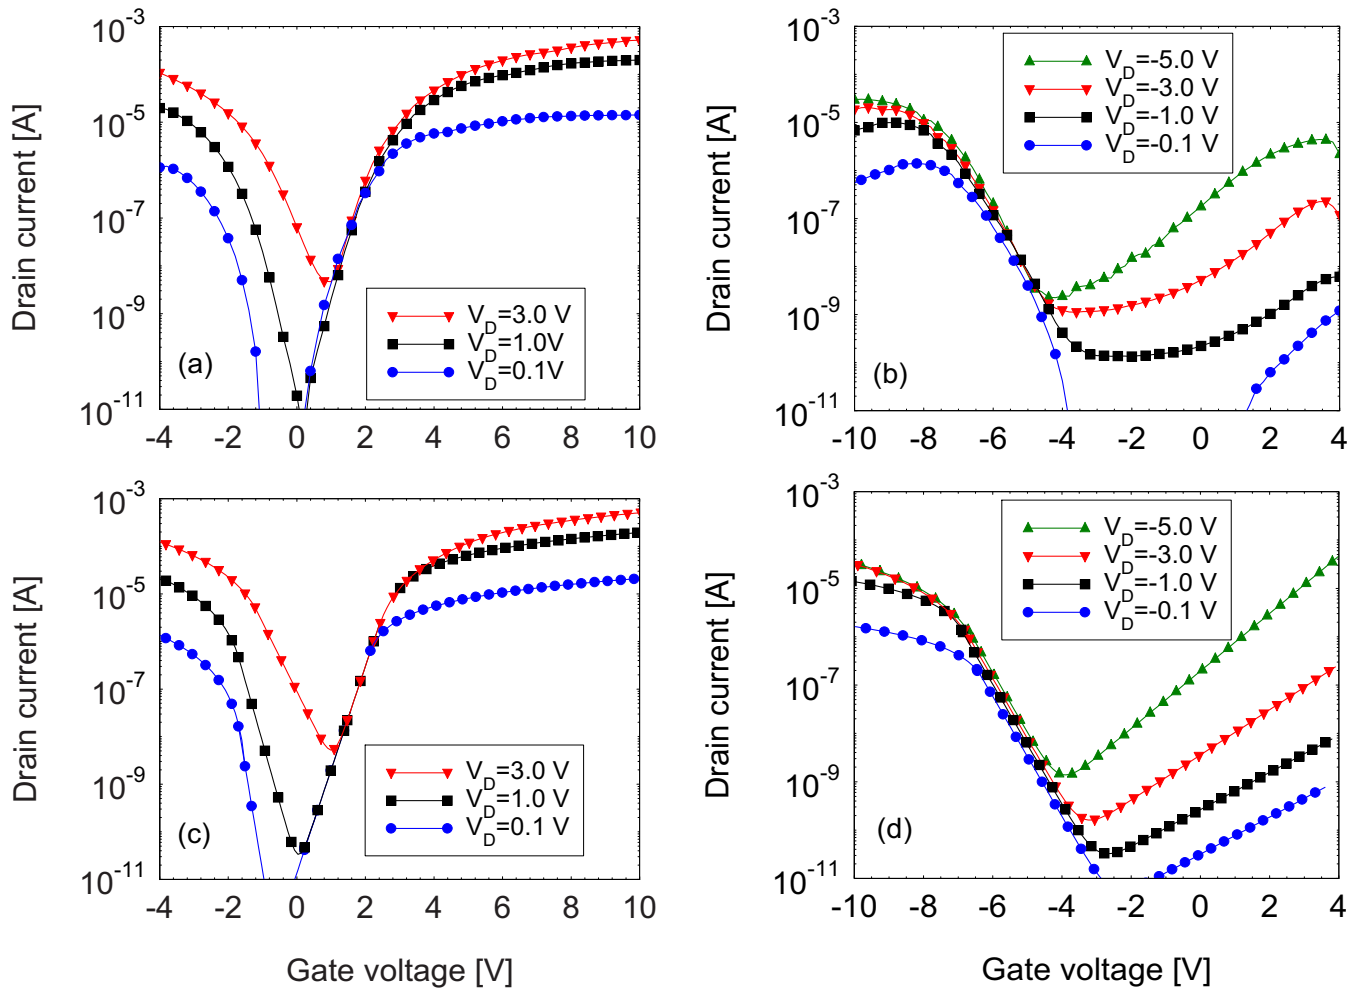 10^-3
10^-5
10^-7
10^-9
10^-11
Drain current [A]
(a)
V_D=3.0 V
V_D=1.0V
V_D=0.1V
-4 -2 0 2 4 6 8 10
10^-3
10^-5
10^-7
10^-9
10^-11
Drain current [A]
(b)
V_D=-5.0 V
V_D=-3.0 V
V_D=-1.0 V
V_D=-0.1 V
-10 -8 -6 -4 -2 0 2 4
10^-3
10^-5
10^-7
10^-9
10^-11
Drain current [A]
(c)
V_D=3.0 V
V_D=1.0 V
V_D=0.1 V
-4 -2 0 2 4 6 8 10
Gate voltage [V]
10^-3
10^-5
10^-7
10^-9
10^-11
Drain current [A]
(d)
V_D=-5.0 V
V_D=-3.0 V
V_D=-1.0 V
V_D=-0.1 V
-10 -8 -6 -4 -2 0 2 4
Gate voltage [V]